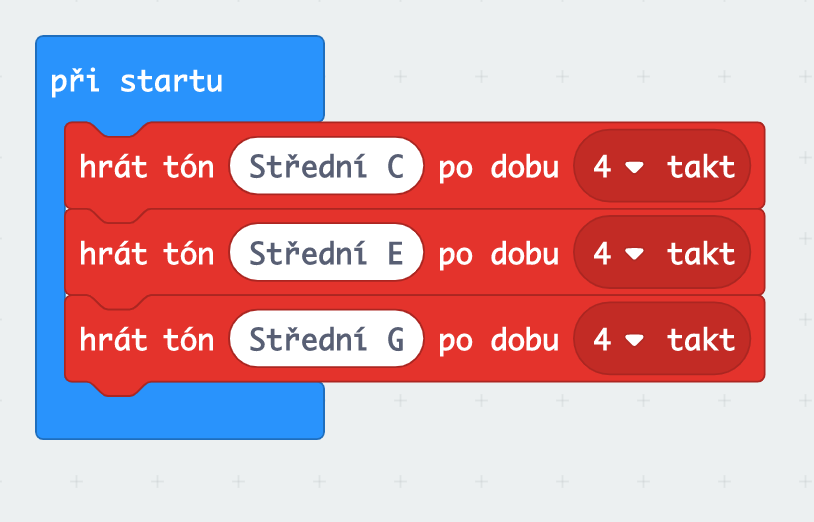 při startu
hrát tón Střední C po dobu 4 takt
hrát tón Střední E po dobu 4 takt
hrát tón Střední G po dobu 4 takt